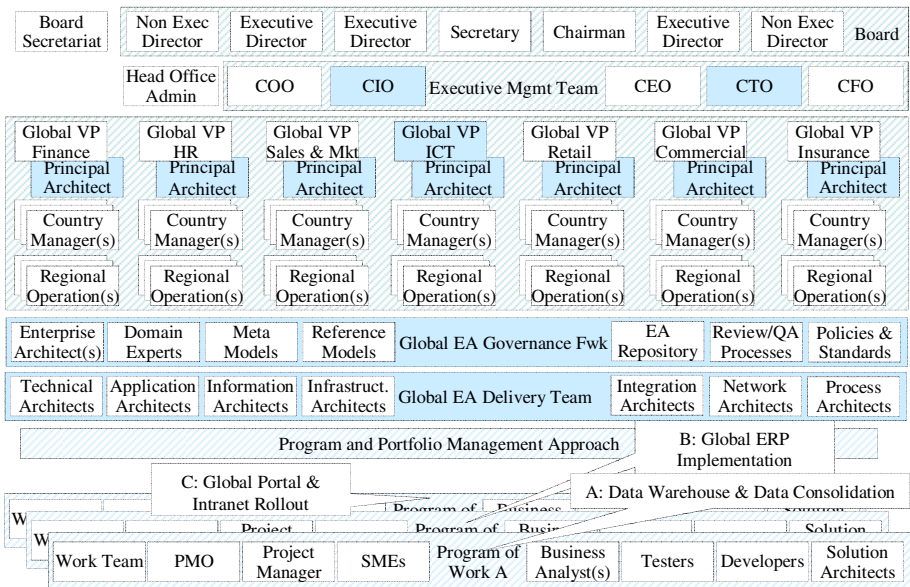 Board
Secretariat
Non Exec
Director
Executive
Director
Executive
Director
Secretary
Chairman
Executive
Director
Non Exec
Director
Board
Head Office
Admin
COO
CIO
Executive Mgmt Team
CEO
CTO
CFO
Global VP
Finance
Global VP
HR
Global VP
Sales & Mkt
Global VP
ICT
Global VP
Retail
Global VP
Commercial
Global VP
Insurance
Principal
Architect
Principal
Architect
Principal
Architect
Principal
Architect
Principal
Architect
Principal
Architect
Principal
Architect
Country
Manager(s)
Country
Manager(s)
Country
Manager(s)
Country
Manager(s)
Country
Manager(s)
Country
Manager(s)
Country
Manager(s)
Regional
Operation(s)
Regional
Operation(s)
Regional
Operation(s)
Regional
Operation(s)
Regional
Operation(s)
Regional
Operation(s)
Regional
Operation(s)
Enterprise
Architect(s)
Domain
Experts
Meta
Models
Reference
Models
Global EA Governance Fwk
EA
Repository
Review/QA
Processes
Policies &
Standards
Technical
Architects
Application
Architects
Information
Architects
Infrastruct.
Architects
Global EA Delivery Team
Integration
Architects
Network
Architects
Process
Architects
Program and Portfolio Management Approach
B: Global ERP
Implementation
C: Global Portal &
Intranet Rollout
A: Data Warehouse & Data Consolidation
Program of
Project
Program of
Solution
Work Team
PMO
Project
Manager
SMEs
Program of
Work A
Business
Analyst(s)
Testers
Developers
Solution
Architects